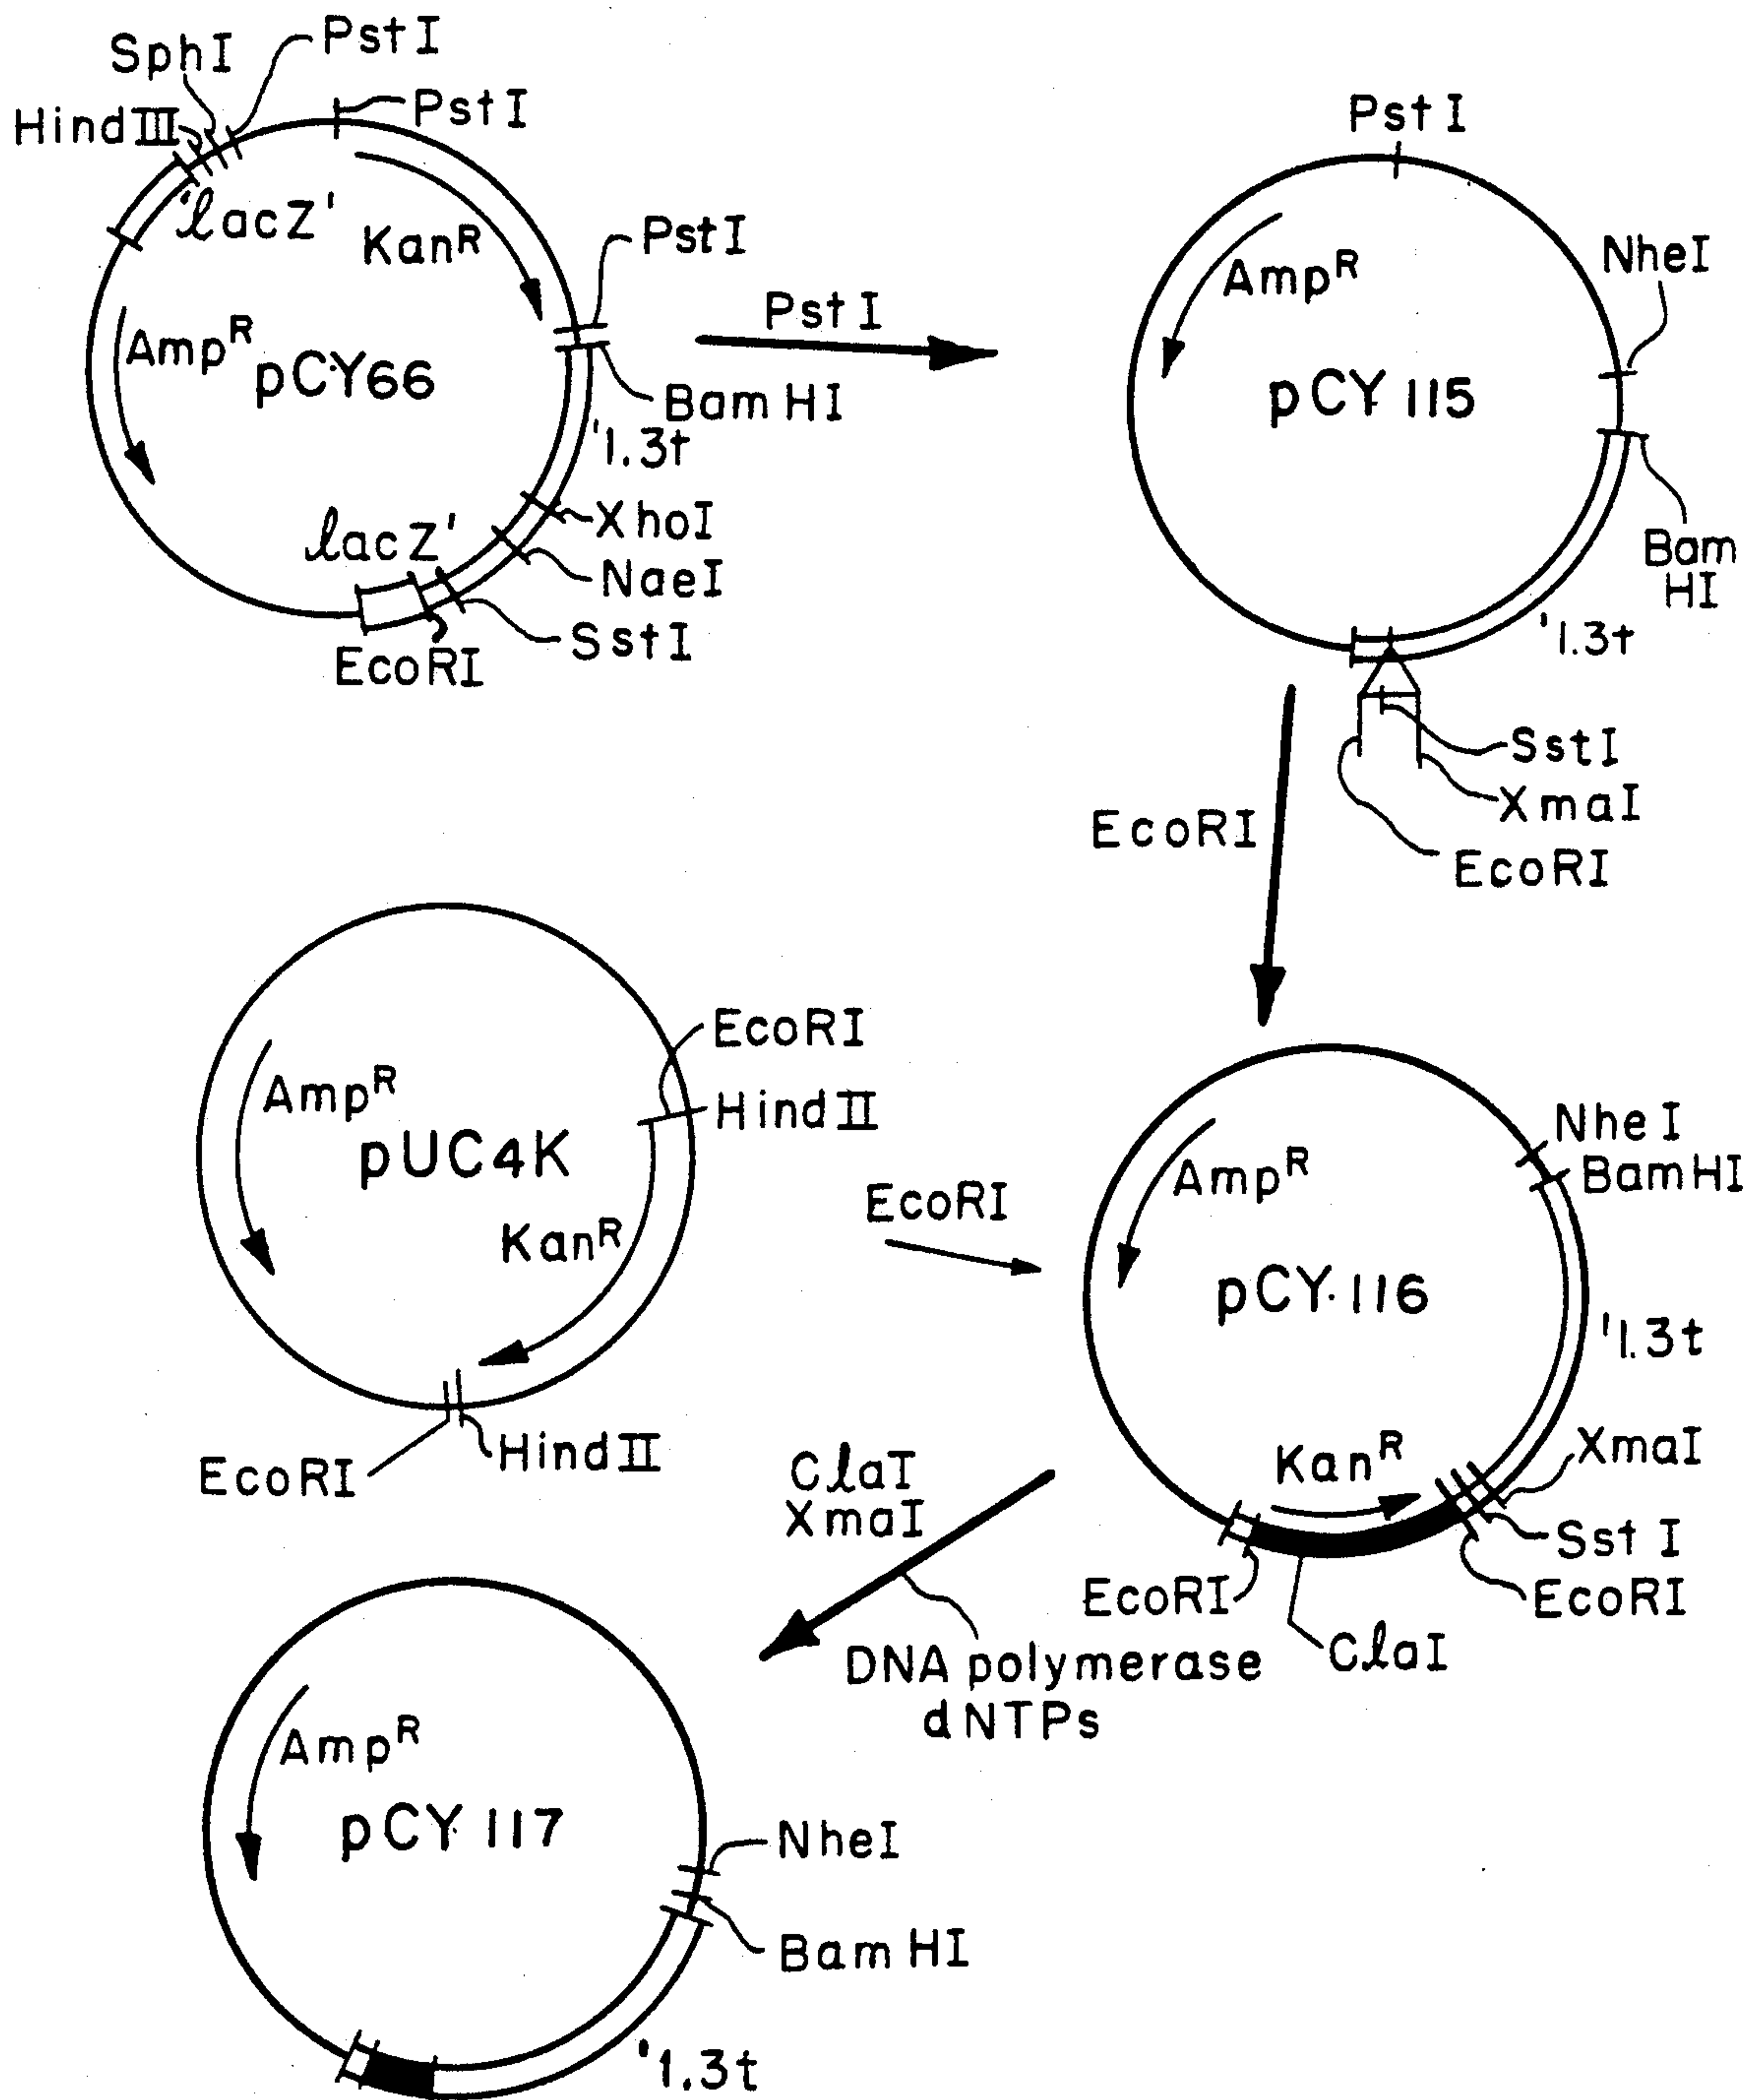 SphI
PstI
PstI
HindIII
'lacZ'
KanR
PstI
AmpR
pCY66
BamHI
'1.3t
XhoI
lacZ'
NaeI
SstI
EcoRI
PstI
PstI
AmpR
NheI
pCY115
Bam
HI
'1.3t
SstI
XmaI
EcoRI
EcoRI
EcoRI
HindII
AmpR
pUC4K
KanR
EcoRI
HindII
EcoRI
NheI
BamHI
AmpR
pCY116
'1.3t
KanR
XmaI
SstI
EcoRI
EcoRI
ClaI
ClaI
XmaI
DNA polymerase
dNTPs
AmpR
pCY117
NheI
BamHI
'1.3t